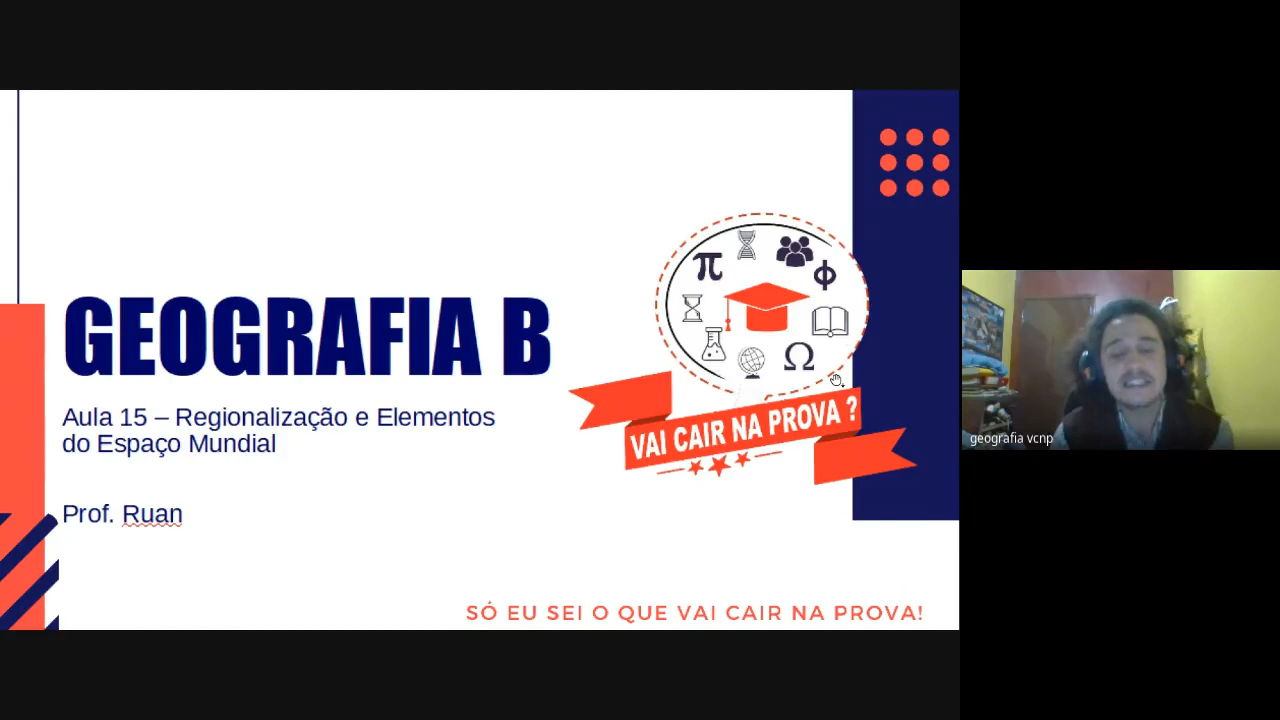 GEOGRAFIA B
Aula 15 – Regionalização e Elementos
do Espaço Mundial
Prof. Ruan
π
Φ
Ω
VAI CAIR NA PROVA ?
SÓ EU SEI O QUE VAI CAIR NA PROVA!
geografia vcnp